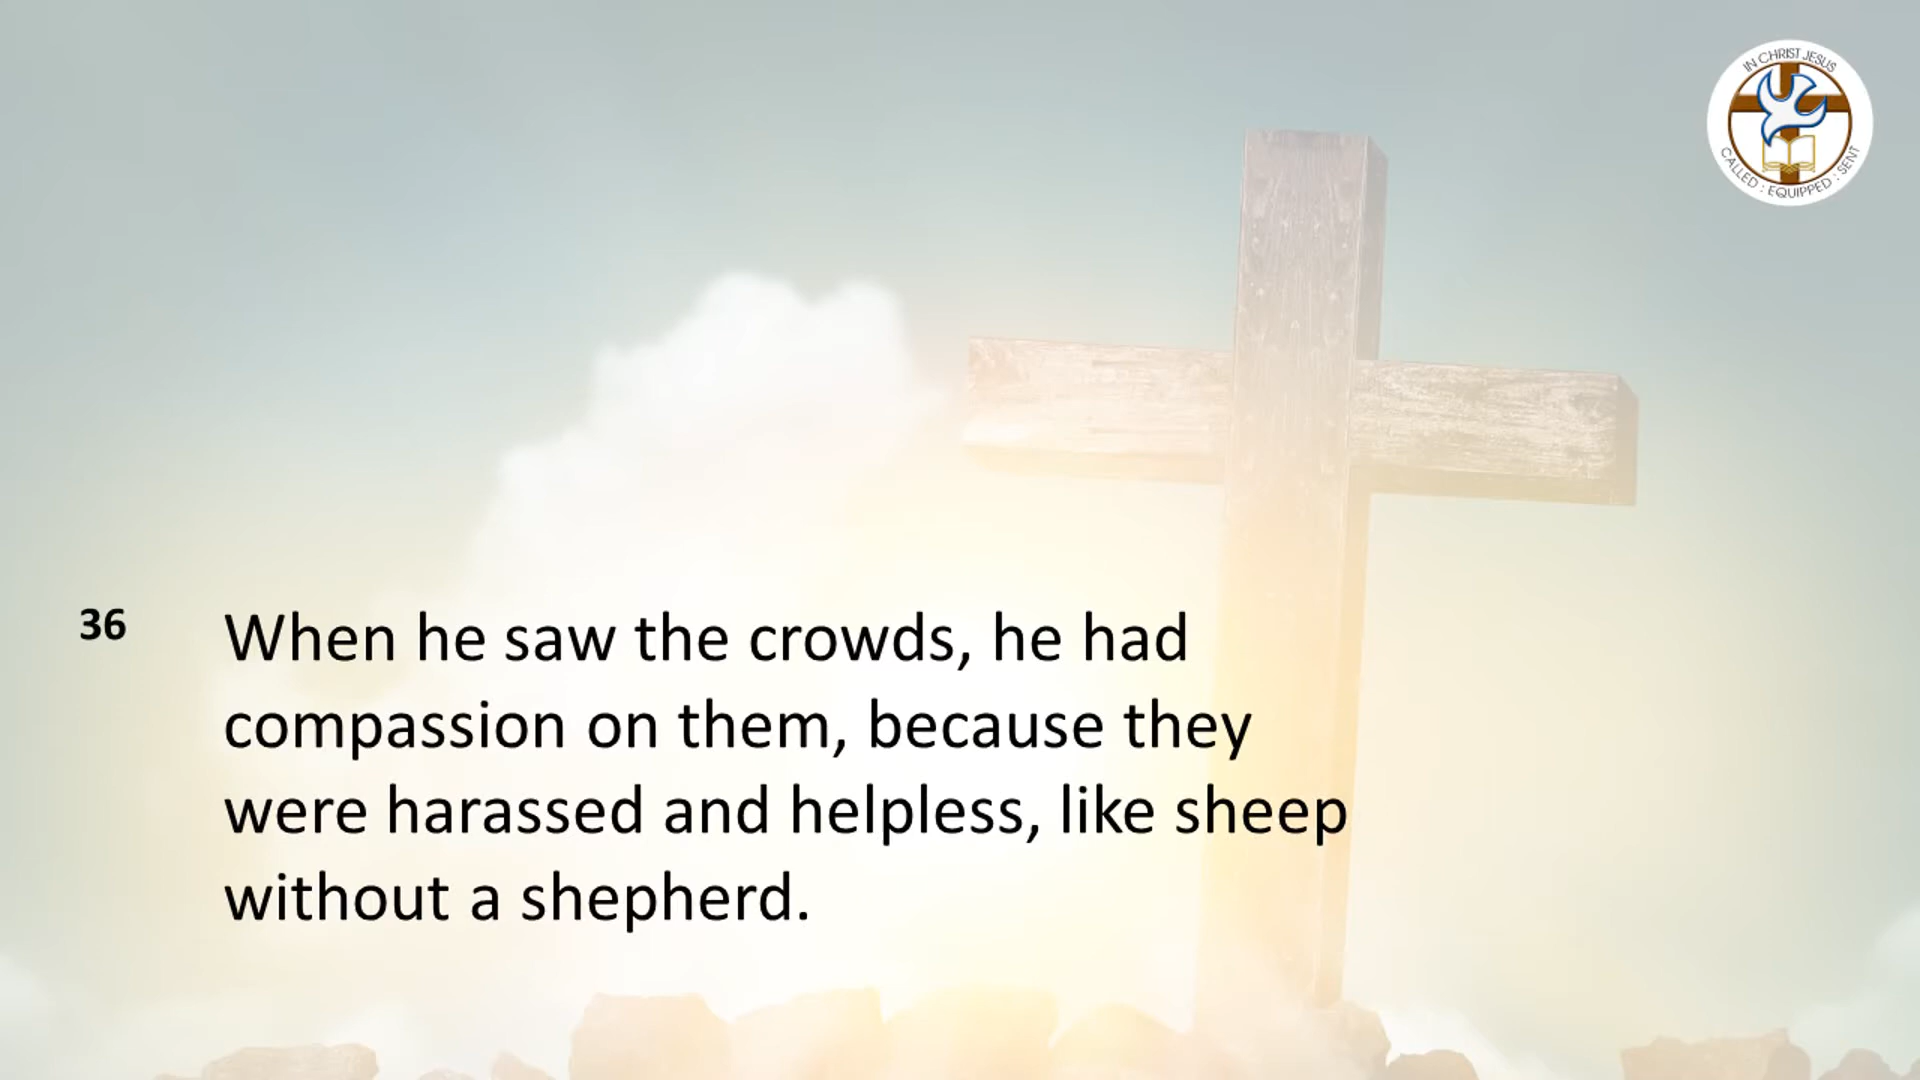 IN CHRIST JESUS
CALLED : EQUIPPED : SENT
36
When he saw the crowds, he had
compassion on them, because they
were harassed and helpless, like sheep
without a shepherd.